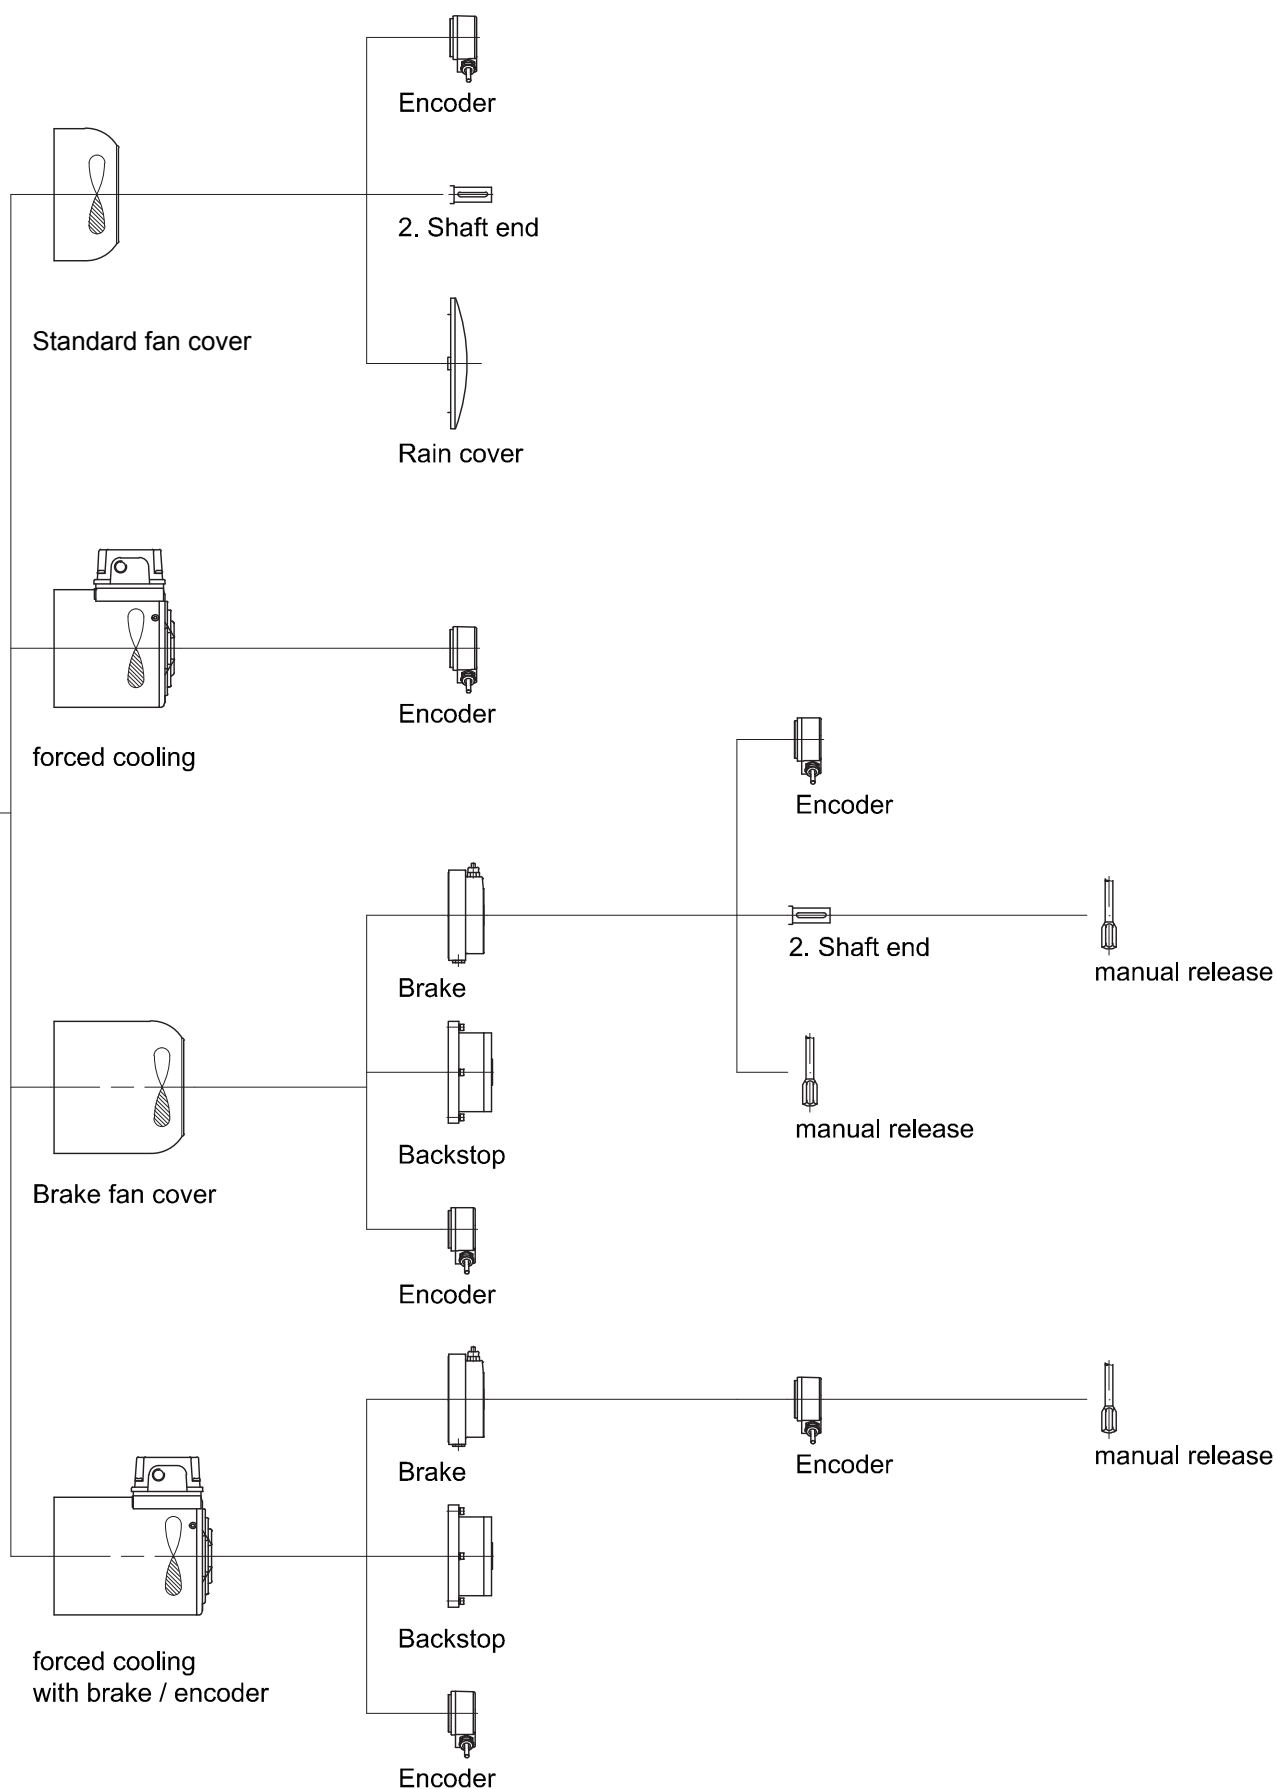 Encoder
2. Shaft end
Standard fan cover
Rain cover
Encoder
forced cooling
Encoder
2. Shaft end
manual release
Brake
manual release
Backstop
Brake fan cover
Encoder
Brake
Encoder
manual release
Backstop
forced cooling
with brake / encoder
Encoder